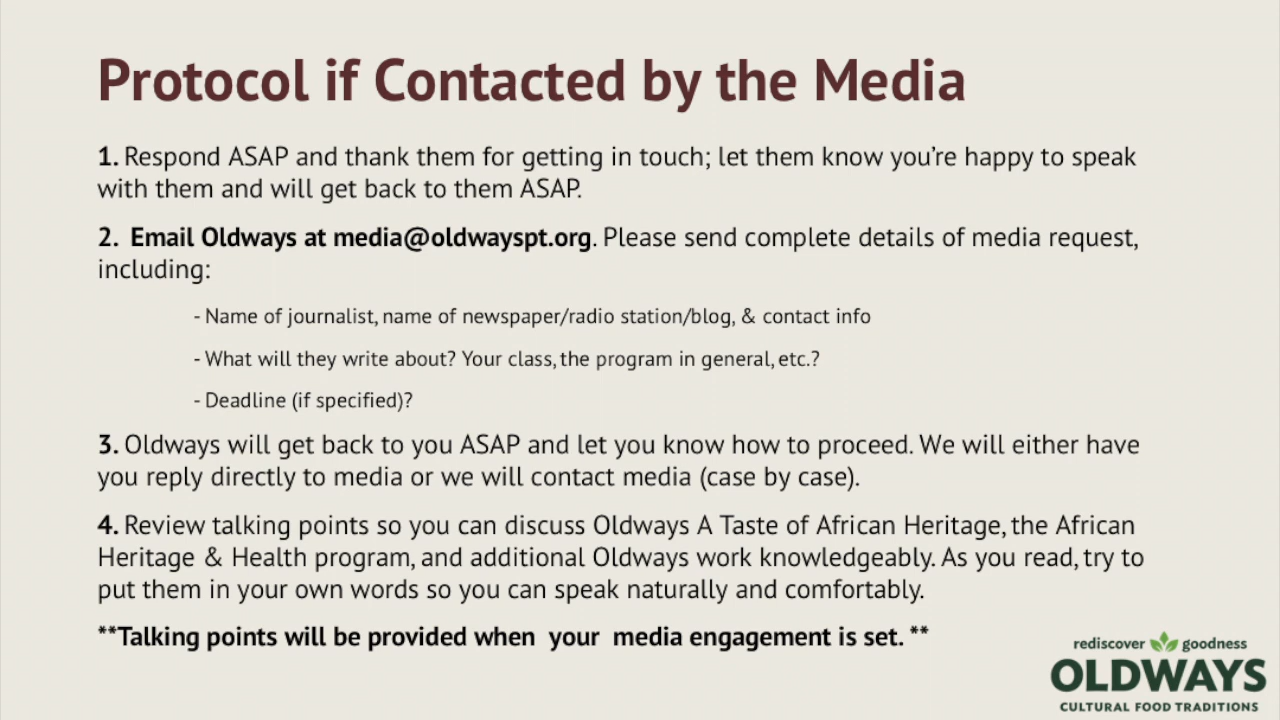 Protocol if Contacted by the Media
1. Respond ASAP and thank them for getting in touch; let them know you’re happy to speak
with them and will get back to them ASAP.
2. Email Oldways at media@oldwayspt.org. Please send complete details of media request,
including:
- Name of journalist, name of newspaper/radio station/blog, & contact info
- What will they write about? Your class, the program in general, etc.?
- Deadline (if specified)?
3. Oldways will get back to you ASAP and let you know how to proceed. We will either have
you reply directly to media or we will contact media (case by case).
4. Review talking points so you can discuss Oldways A Taste of African Heritage, the African
Heritage & Health program, and additional Oldways work knowledgeably. As you read, try to
put them in your own words so you can speak naturally and comfortably.
**Talking points will be provided when your media engagement is set. **
rediscover goodness
OLDWAYS
CULTURAL FOOD TRADITIONS